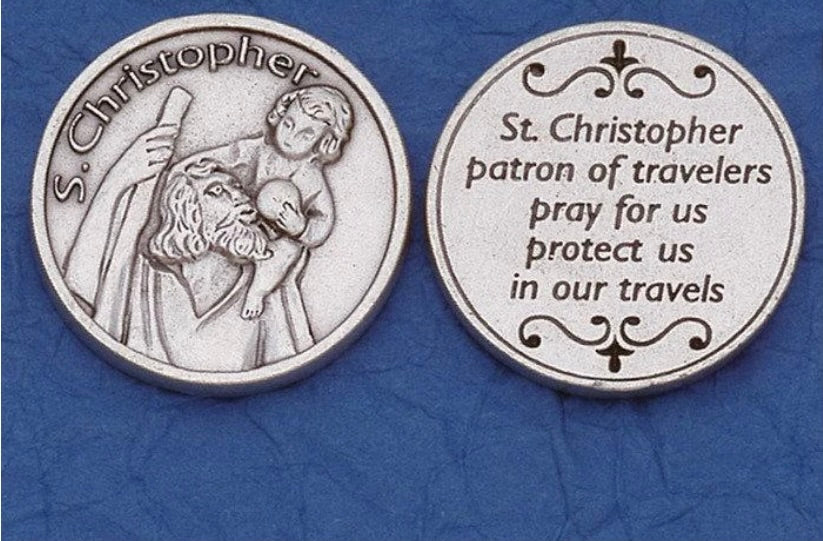 S. Christopher
St. Christopher
patron of travelers
pray for us
protect us
in our travels